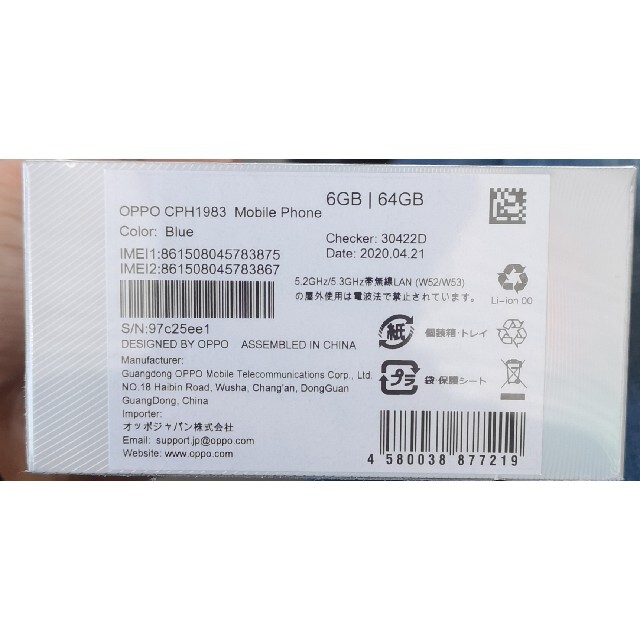 OPPO CPH1983 Mobile Phone
6GB | 64GB
Color: Blue
Checker: 30422D
IMEI1:861508045783875
Date: 2020.04.21
IMEI2:861508045783867
5.2GHz/5.3GHz帯無線LAN (W52/W53)
の屋外使用は電波法で禁止されています。
Li-ion 00
S/N:97c25ee1
DESIGNED BY OPPO ASSEMBLED IN CHINA
紙
個装箱・トレイ
Manufacturer:
Guangdong OPPO Mobile Telecommunications Corp., Ltd.
NO.18 Haibin Road, Wusha, Chang'an, DongGuan
GuangDong, China
プラ
袋・保護シート
Importer:
オッポジャパン株式会社
Email: support.jp@oppo.com
Website: www.oppo.com
4 580038 877219